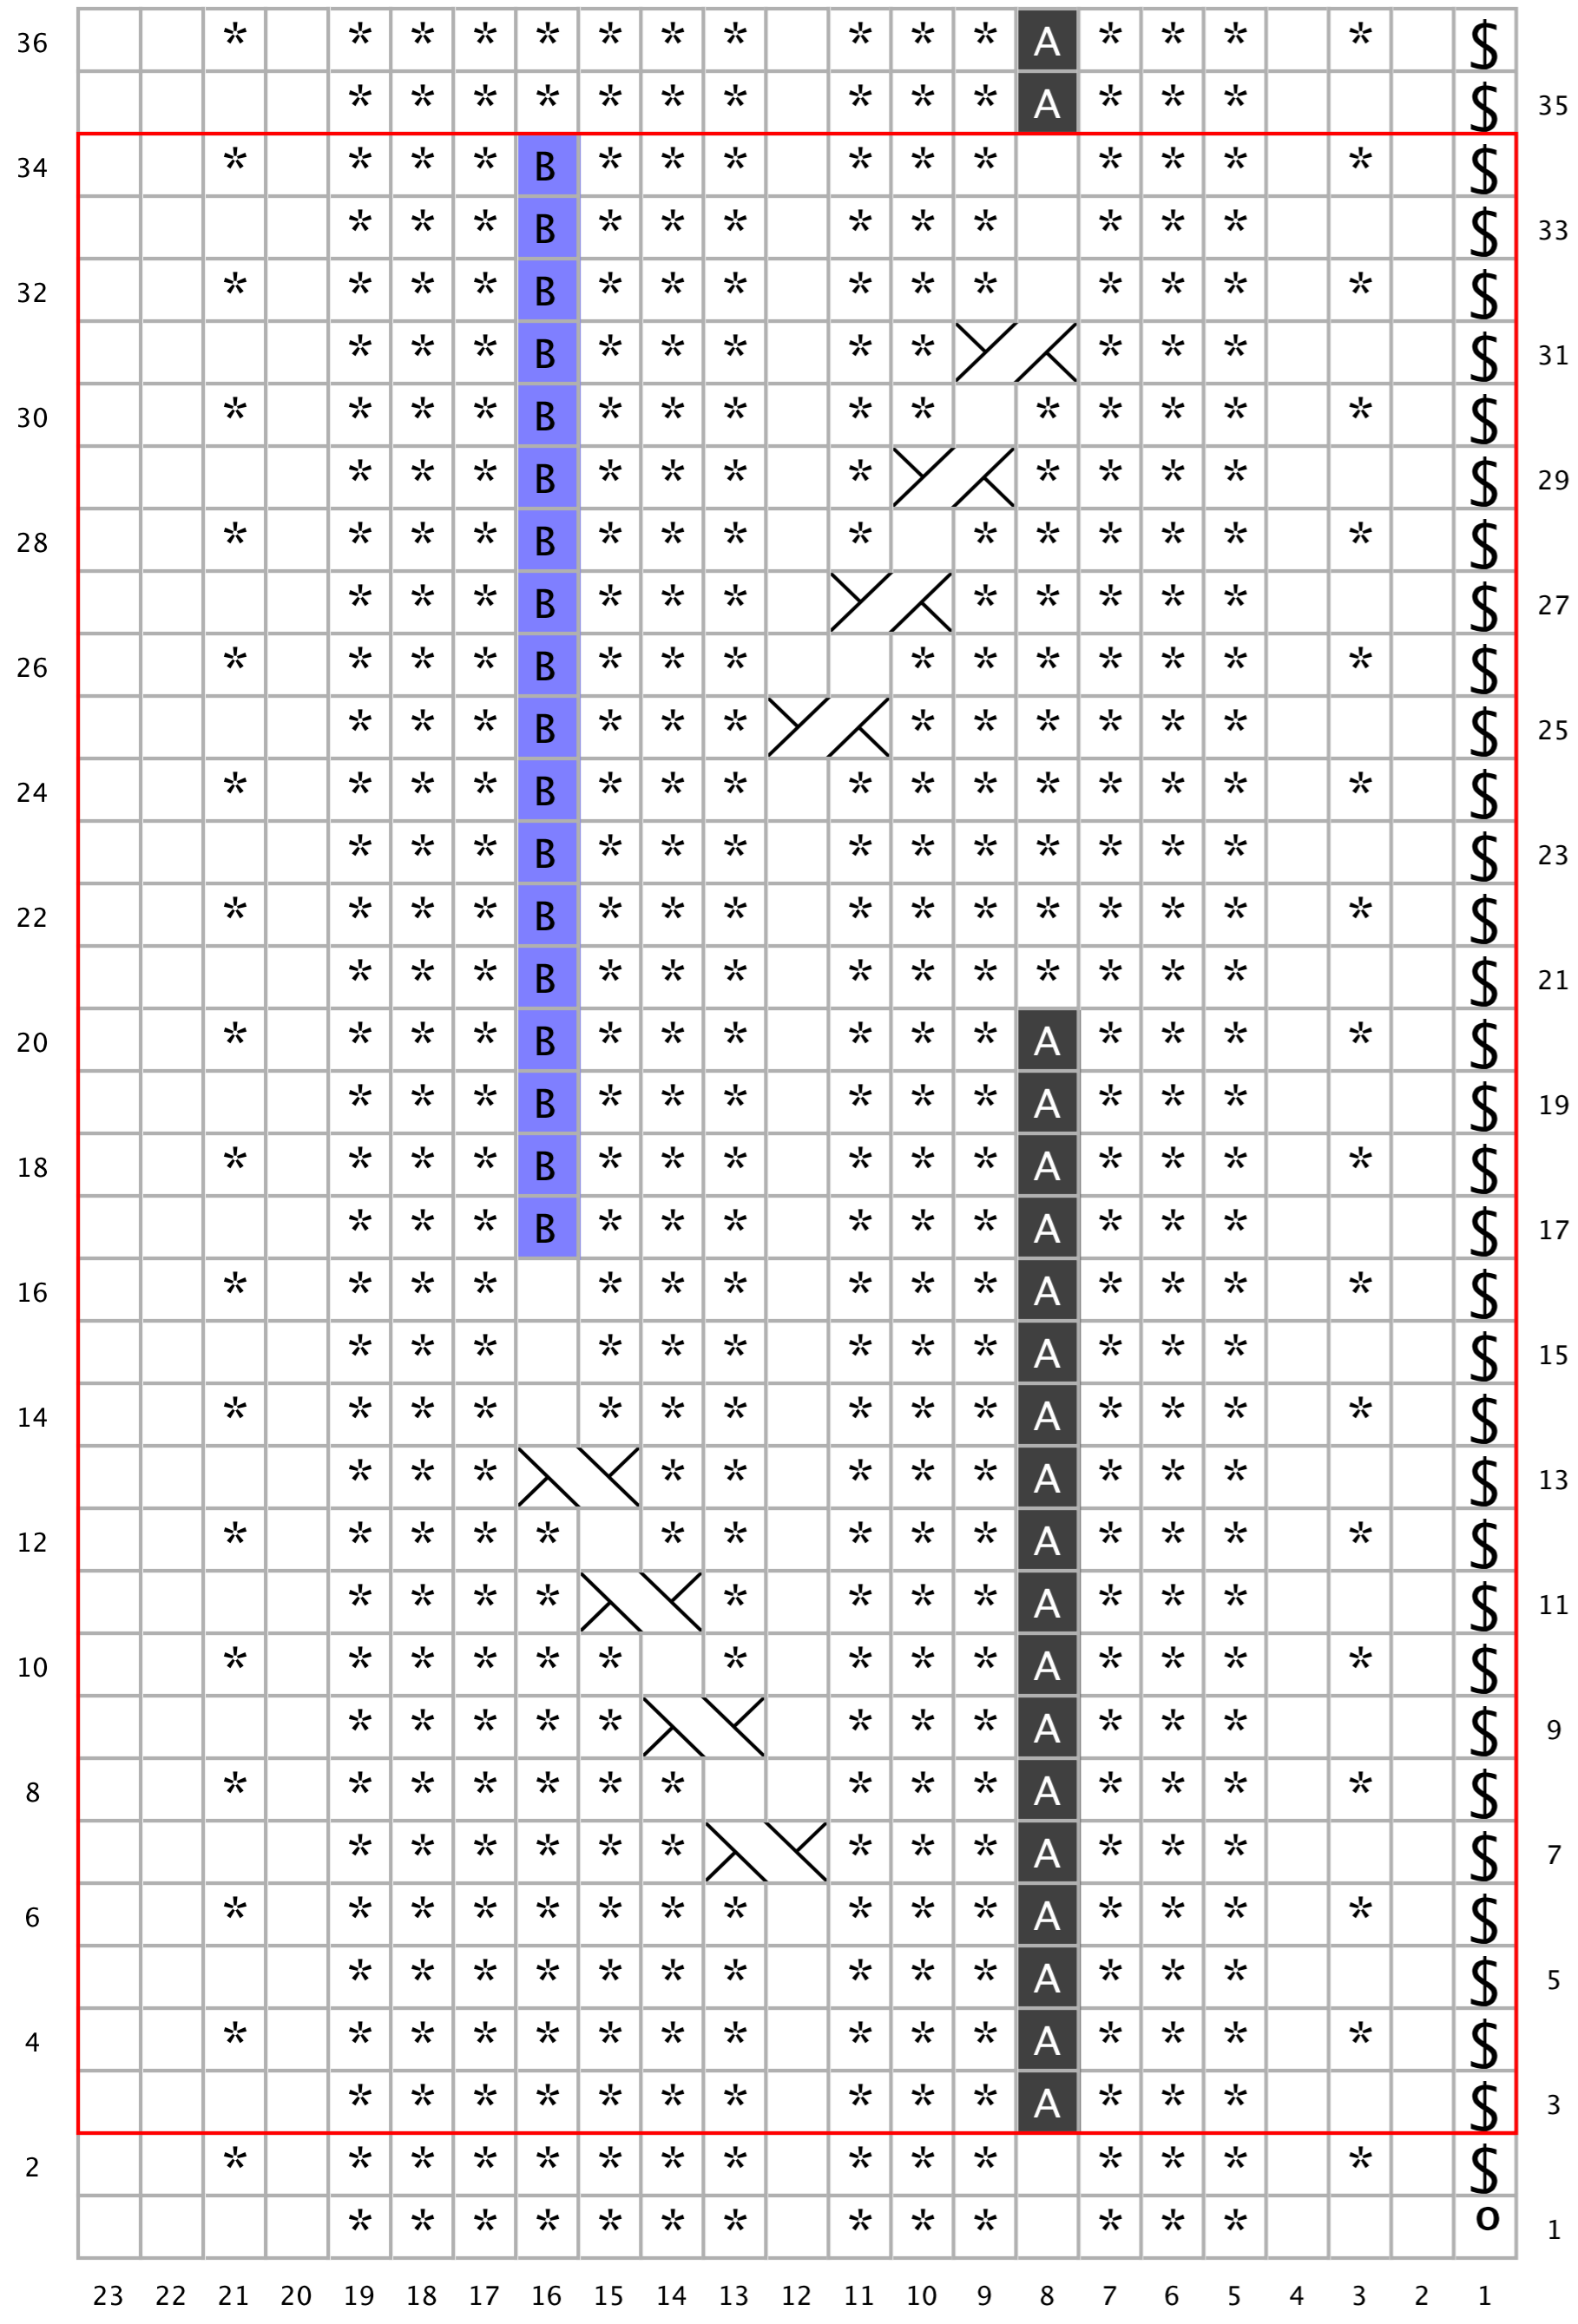 36 * * * * * * * * * * * A * * * * $
* * * * * * * * * * A * * * $ 35
34 * * * * B * * * * * * * * * * $
* * * B * * * * * * * * * $ 33
32 * * * * B * * * * * * * * * * $
* * * B * * * * * * * * $ 31
30 * * * * B * * * * * * * * * * $
* * * B * * * * * * * * $ 29
28 * * * * B * * * * * * * * * * $
* * * B * * * * * * * * $ 27
26 * * * * B * * * * * * * * * * $
* * * B * * * * * * * * * $ 25
24 * * * * B * * * * * * * * * * * $
* * * B * * * * * * * * * * $ 23
22 * * * * B * * * * * * * * * * * $
* * * B * * * * * * * * * * $ 21
20 * * * * B * * * * * * A * * * * $
* * * B * * * * * * A * * * $ 19
18 * * * * B * * * * * * A * * * * $
* * * B * * * * * * A * * * $ 17
16 * * * * * * * * * * A * * * * $
* * * * * * * * * A * * * $ 15
14 * * * * * * * * * * A * * * * $
* * * * * * * * A * * * $ 13
12 * * * * * * * * * * A * * * * $
* * * * * * * * A * * * $ 11
10 * * * * * * * * * * A * * * * $
* * * * * * * * A * * * $ 9
8 * * * * * * * * * * A * * * * $
* * * * * * * * * A * * * $ 7
6 * * * * * * * * * * * A * * * * $
* * * * * * * * * * A * * * $ 5
4 * * * * * * * * * * * A * * * * $
* * * * * * * * * * A * * * $ 3
2 * * * * * * * * * * * * * * * $
* * * * * * * * * * * * * o 1
23 22 21 20 19 18 17 16 15 14 13 12 11 10 9 8 7 6 5 4 3 2 1